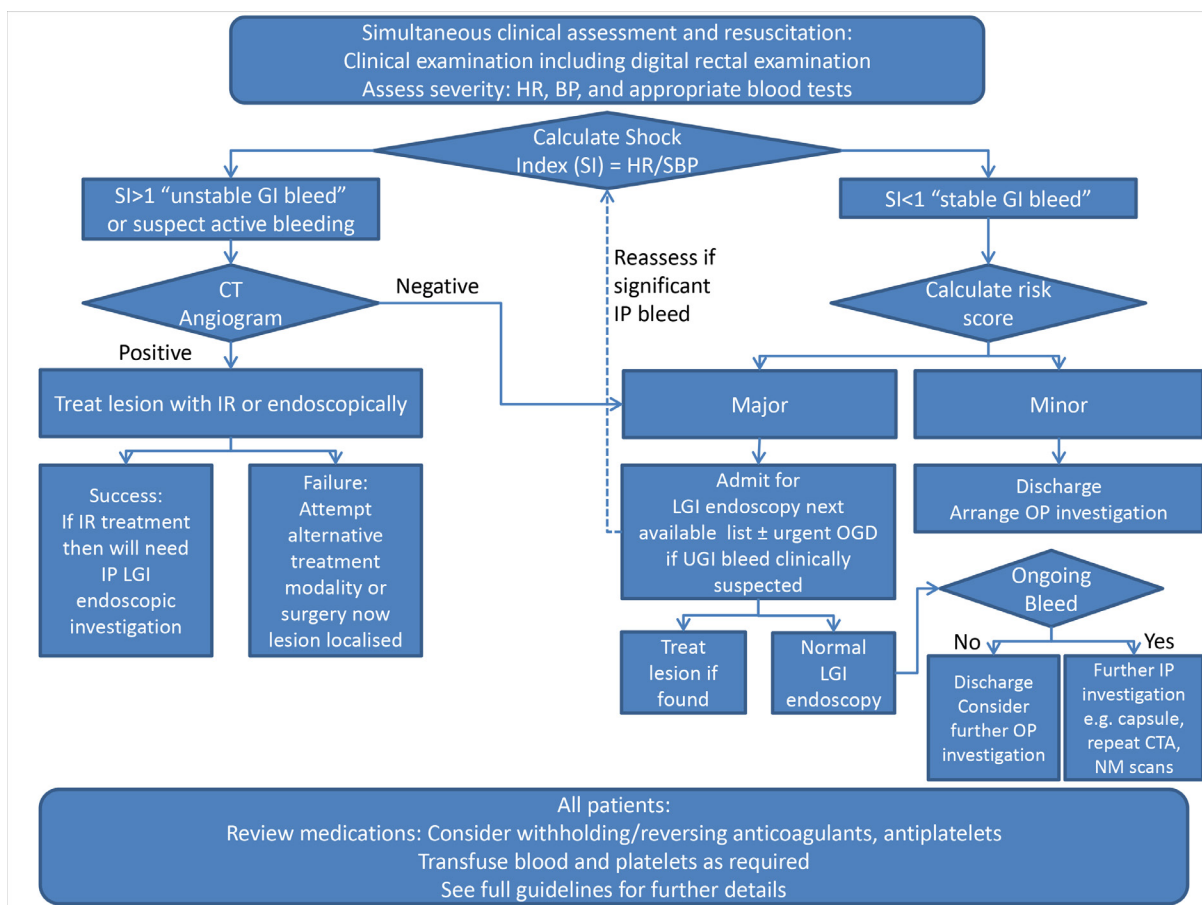 Simultaneous clinical assessment and resuscitation:
Clinical examination including digital rectal examination
Assess severity: HR, BP, and appropriate blood tests
Calculate Shock
Index (SI) = HR/SBP
SI>1 “unstable GI bleed”
or suspect active bleeding
SI<1 “stable GI bleed”
Reassess if
significant
IP bleed
CT
Angiogram
Negative
Positive
Calculate risk
score
Treat lesion with IR or endoscopically
Major
Minor
Success:
If IR treatment
then will need
IP LGI
endoscopic
investigation
Failure:
Attempt
alternative
treatment
modality or
surgery now
lesion localised
Admit for
LGI endoscopy next
available list ± urgent OGD
if UGI bleed clinically
suspected
Discharge
Arrange OP investigation
Treat
lesion if
found
Normal
LGI
endoscopy
Ongoing
Bleed
No
Yes
Discharge
Consider
further OP
investigation
Further IP
investigation
e.g. capsule,
repeat CTA,
NM scans
All patients:
Review medications: Consider withholding/reversing anticoagulants, antiplatelets
Transfuse blood and platelets as required
See full guidelines for further details